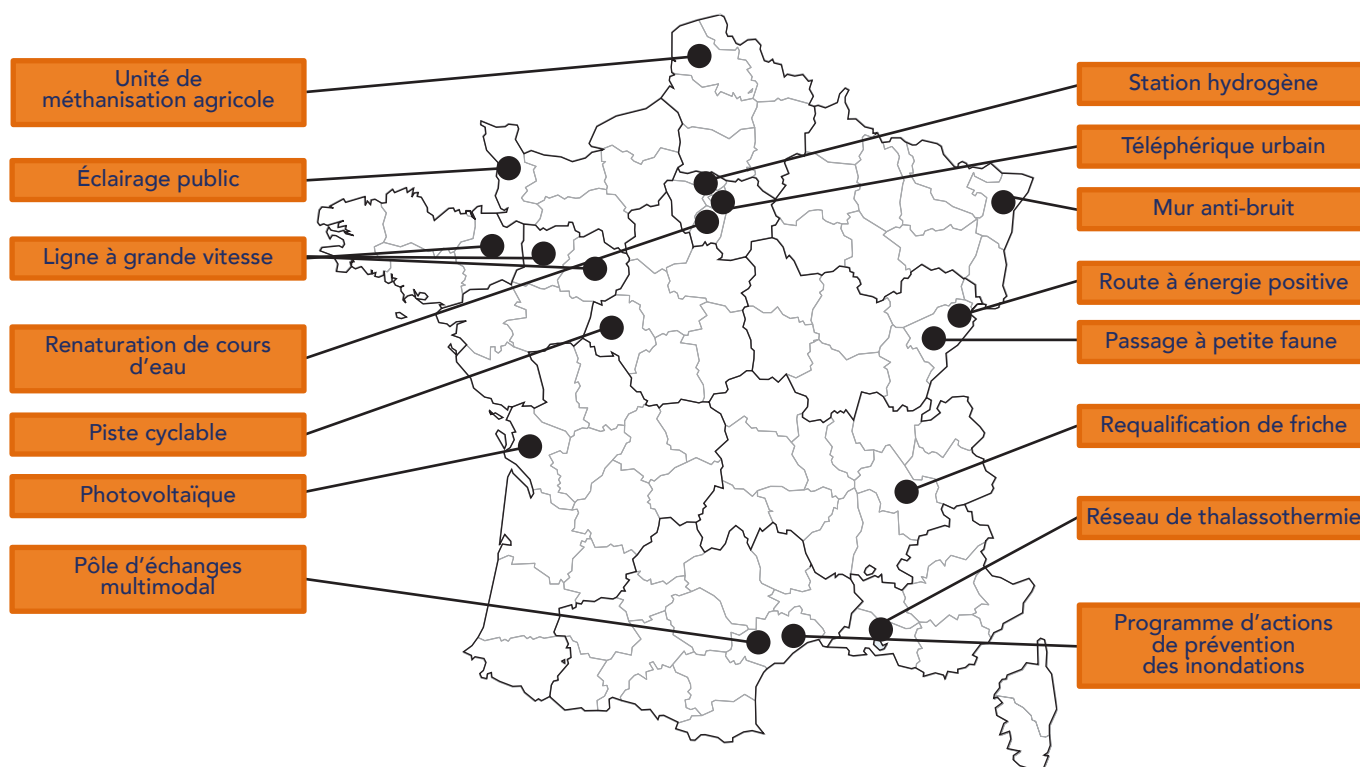 Unité de
méthanisation agricole
Éclairage public
Ligne à grande vitesse
Renaturation de cours
d’eau
Piste cyclable
Photovoltaïque
Pôle d’échanges
multimodal
Station hydrogène
Téléphérique urbain
Mur anti-bruit
Route à énergie positive
Passage à petite faune
Requalification de friche
Réseau de thalassothermie
Programme d’actions
de prévention
des inondations